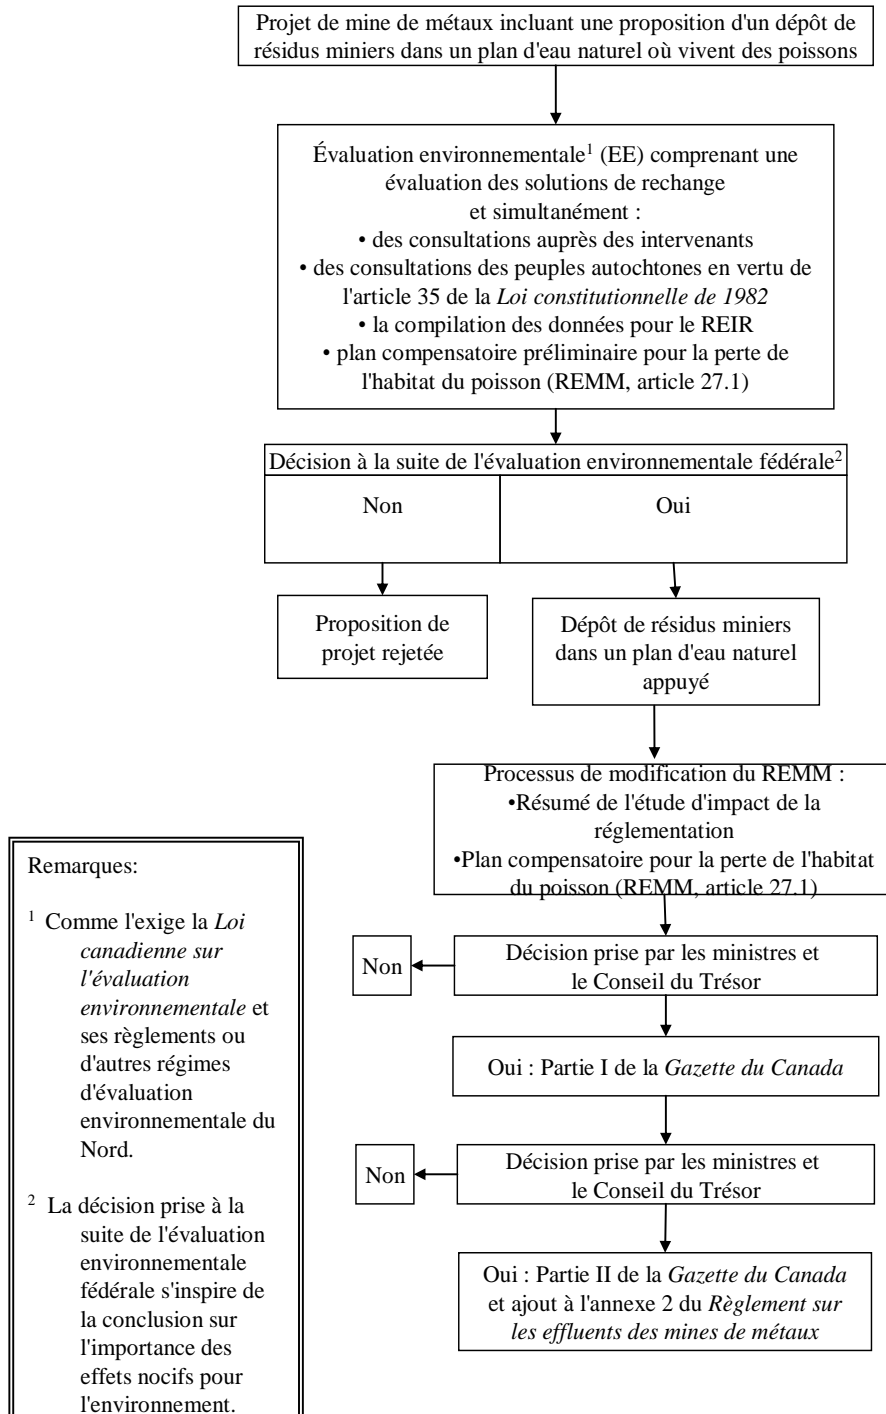 Projet de mine de métaux incluant une proposition d'un dépôt de
résidus miniers dans un plan d'eau naturel où vivent des poissons
Évaluation environnementale¹ (EE) comprenant une
évaluation des solutions de rechange
et simultanément :
• des consultations auprès des intervenants
• des consultations des peuples autochtones en vertu de
l'article 35 de la Loi constitutionnelle de 1982
• la compilation des données pour le REIR
• plan compensatoire préliminaire pour la perte de
l'habitat du poisson (REMM, article 27.1)
Décision à la suite de l'évaluation environnementale fédérale²
Non
Oui
Proposition de
projet rejetée
Dépôt de résidus miniers
dans un plan d'eau naturel
appuyé
Processus de modification du REMM :
•Résumé de l'étude d'impact de la
réglementation
•Plan compensatoire pour la perte de l'habitat
du poisson (REMM, article 27.1)
Non
Décision prise par les ministres et
le Conseil du Trésor
Oui : Partie I de la Gazette du Canada
Non
Décision prise par les ministres et
le Conseil du Trésor
Oui : Partie II de la Gazette du Canada
et ajout à l'annexe 2 du Règlement sur
les effluents des mines de métaux
Remarques:
¹ Comme l'exige la Loi
canadienne sur
l'évaluation
environnementale et
ses règlements ou
d'autres régimes
d'évaluation
environnementale du
Nord.
² La décision prise à la
suite de l'évaluation
environnementale
fédérale s'inspire de
la conclusion sur
l'importance des
effets nocifs pour
l'environnement.